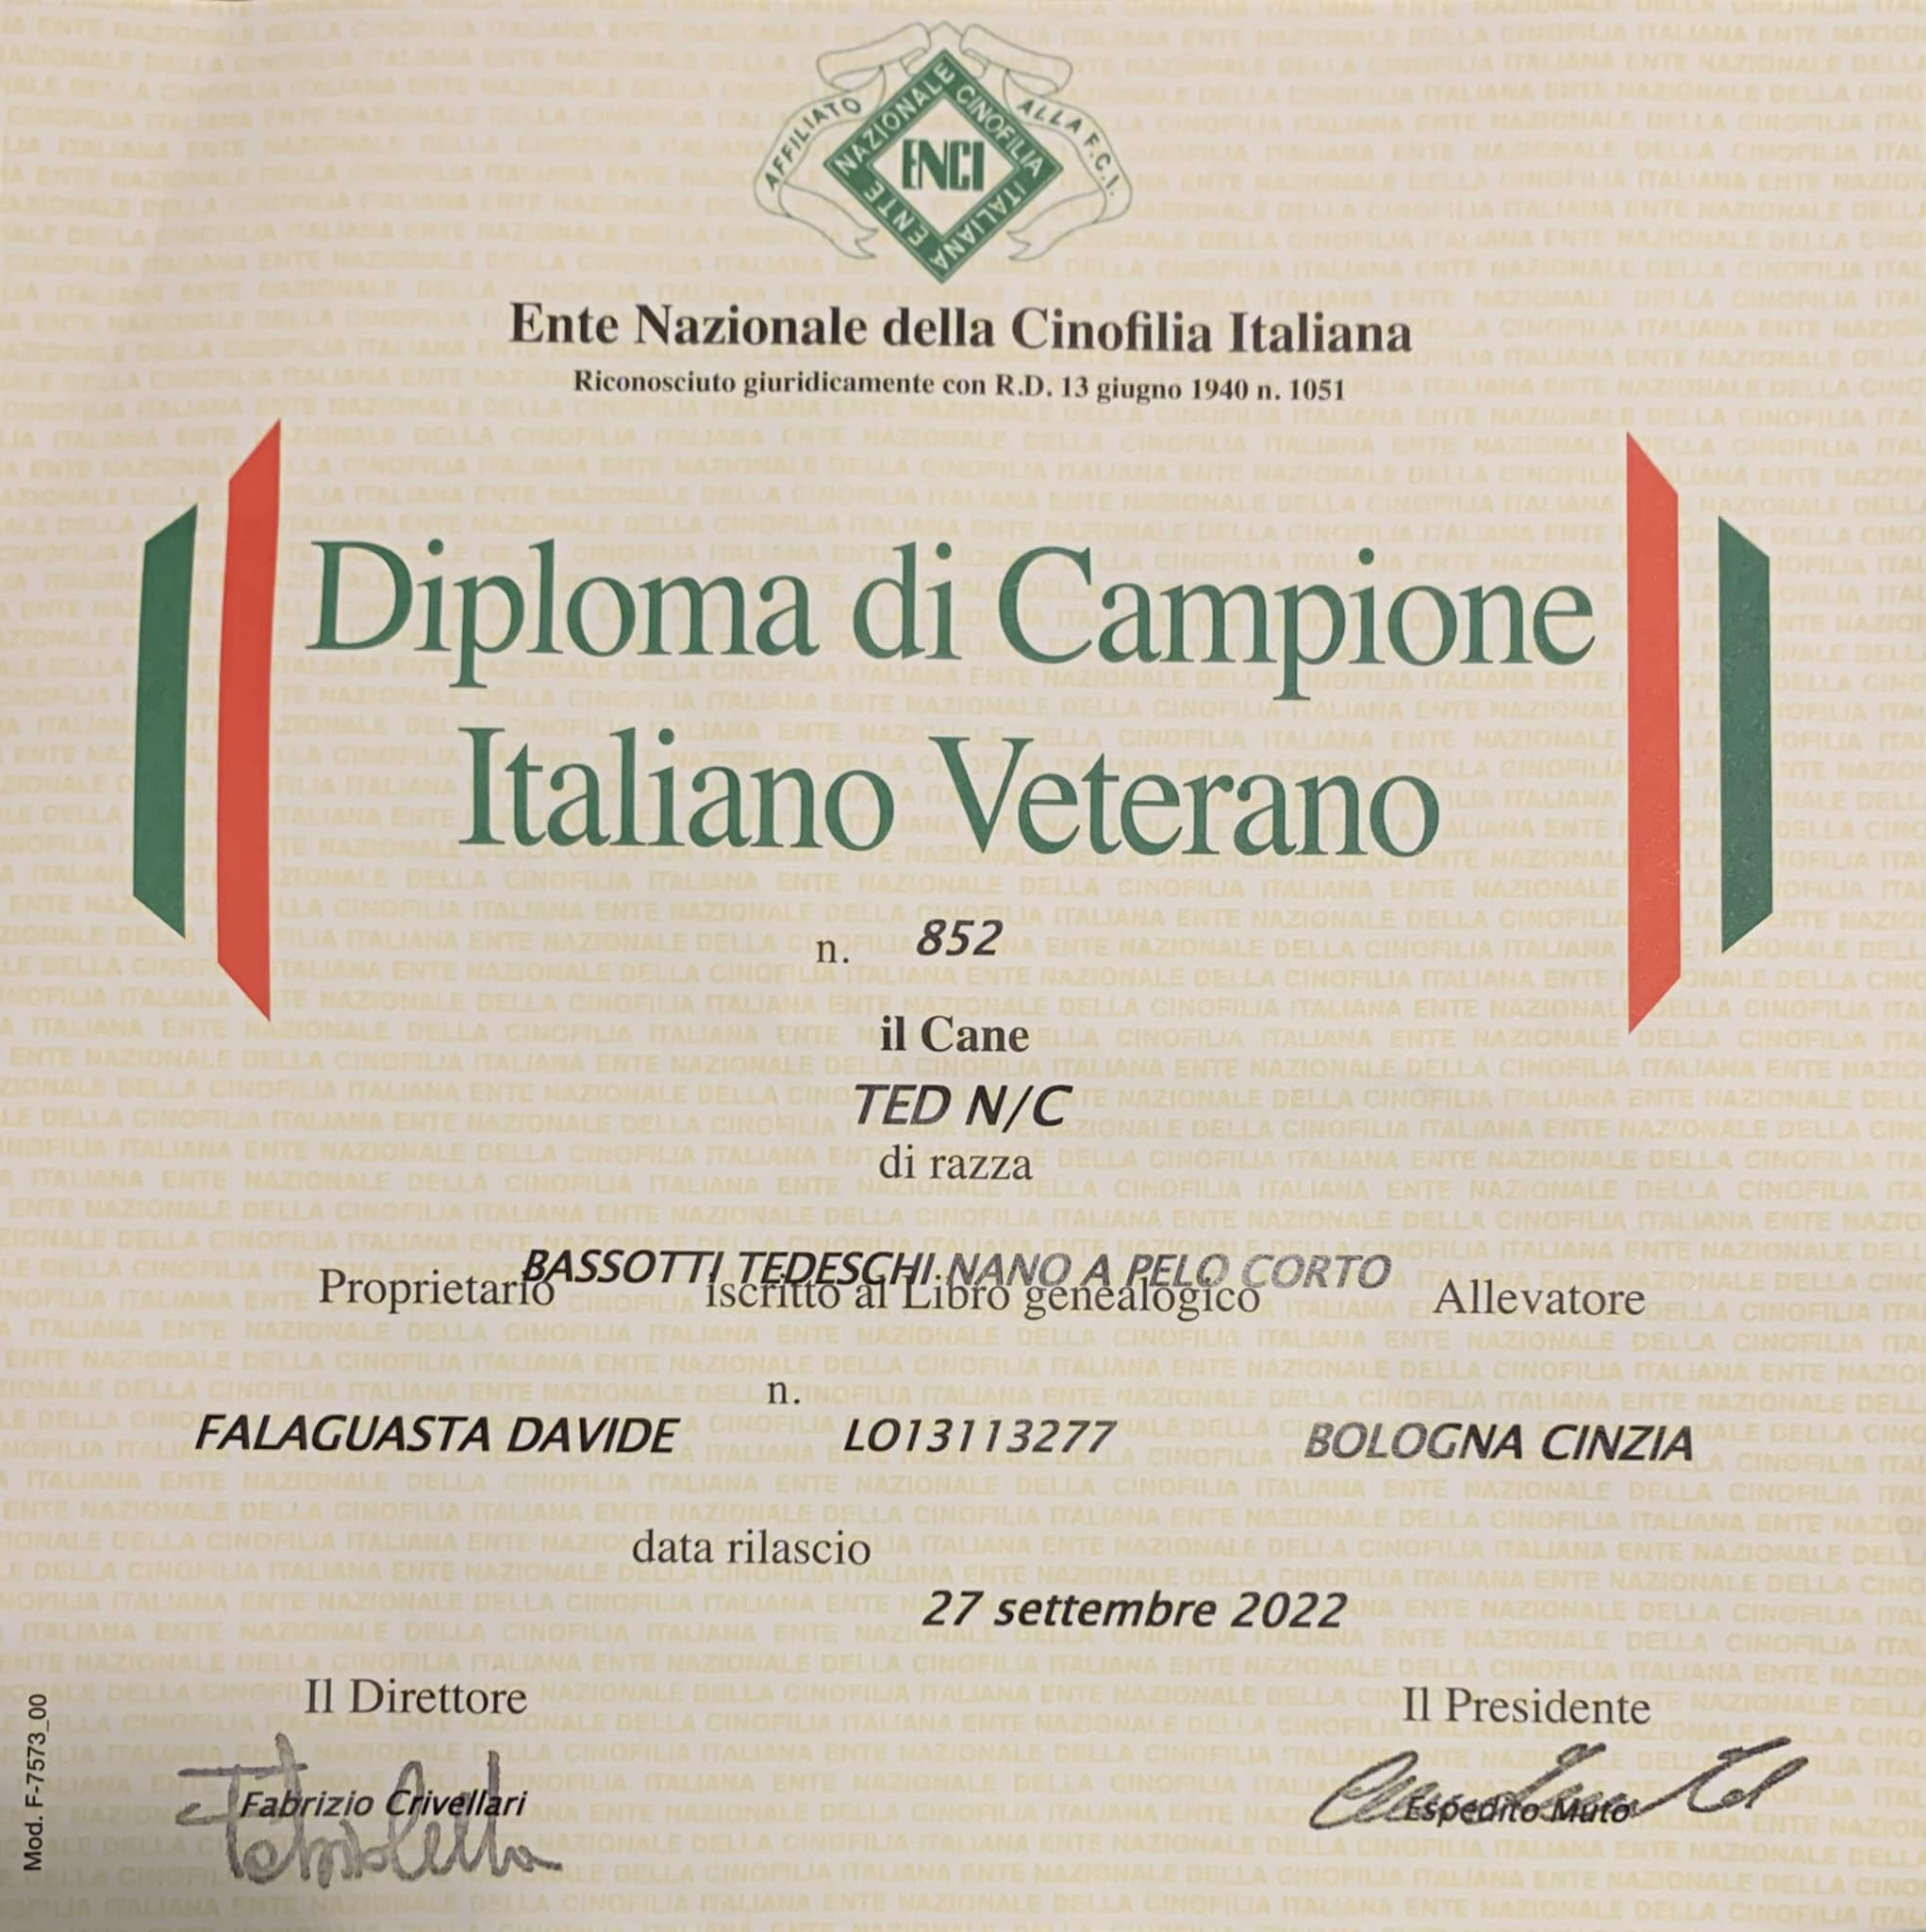 AFFILIATO ALLA F.C.I.
ENTE NAZIONALE CINOFILIA ITALIANA
ENCI
Ente Nazionale della Cinofilia Italiana
Riconosciuto giuridicamente con R.D. 13 giugno 1940 n. 1051
Diploma di Campione
Italiano Veterano
n. 852
il Cane
TED N/C
di razza
BASSOTTI TEDESCHI NANO A PELO CORTO
Proprietario iscritto al Libro genealogico Allevatore
n.
FALAGUASTA DAVIDE LO13113277 BOLOGNA CINZIA
data rilascio
27 settembre 2022
Il Direttore Il Presidente
Fabrizio Crivellari Espedito Muto
Mod. F-7573_00